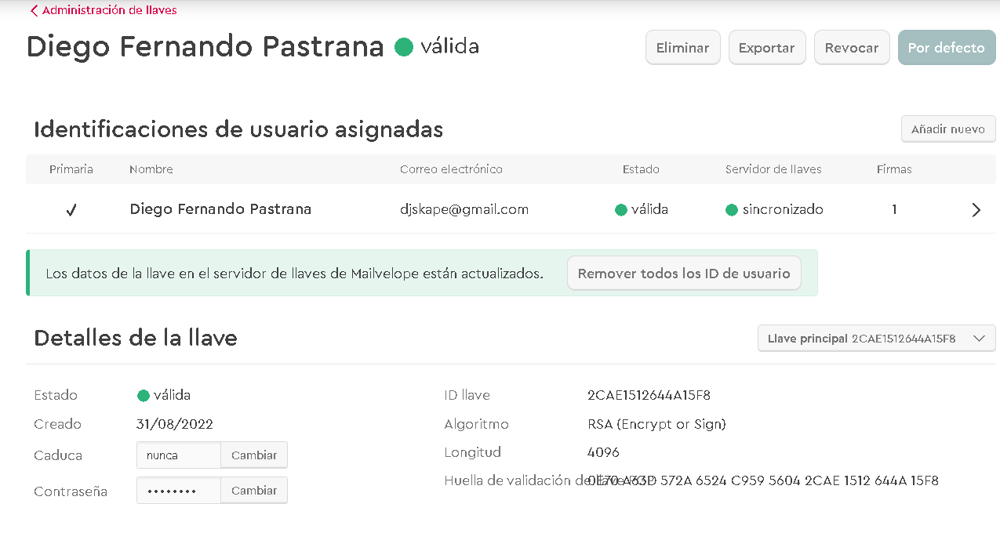 Administración de llaves
Diego Fernando Pastrana válida
Eliminar Exportar Revocar Por defecto
Identificaciones de usuario asignadas
Añadir nuevo
Primaria Nombre Correo electrónico Estado Servidor de llaves Firmas
Diego Fernando Pastrana djskape@gmail.com válida sincronizado 1
Los datos de la llave en el servidor de llaves de Mailvelope están actualizados. Remover todos los ID de usuario
Detalles de la llave
Llave principal 2CAE1512644A15F8
Estado válida
Creado 31/08/2022
Caduca nunca Cambiar
Contraseña •••••••• Cambiar
ID llave 2CAE1512644A15F8
Algoritmo RSA (Encrypt or Sign)
Longitud 4096
Huella de validación de llave 572A 6524 C959 5604 2CAE 1512 644A 15F8